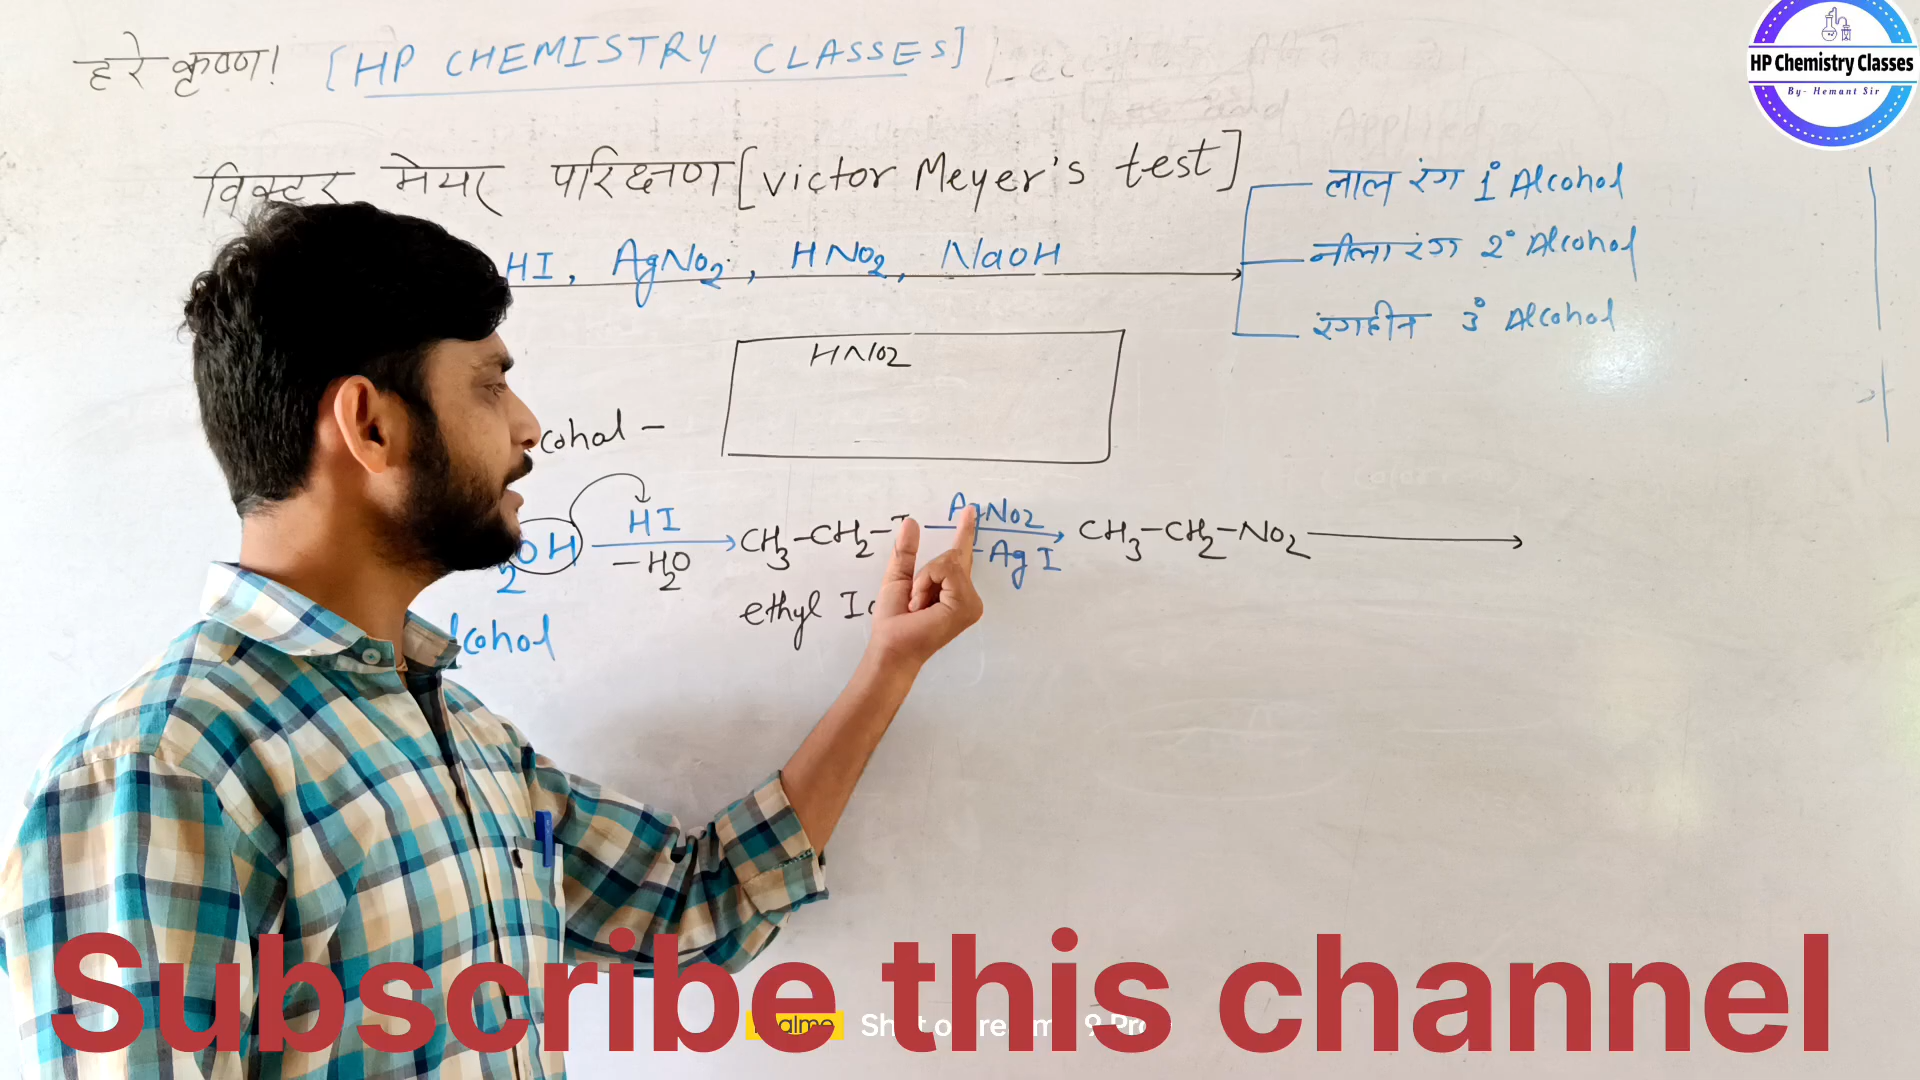 हरे कृष्ण! [HP CHEMISTRY CLASSES]
HP Chemistry Classes
By- Hemant Sir
विक्टर मेयर परिक्षण [victor Meyer's test]
HI, AgNO2, HNO2, NaOH
लाल रंग 1° Alcohol
नीला रंग 2° Alcohol
रंगहीन 3° Alcohol
HNO2
cohol -
2OH HI -H2O CH3-CH2-I AgNO2 -AgI CH3-CH2-NO2
ethyl
lcohol
Subscribe this channel
realme